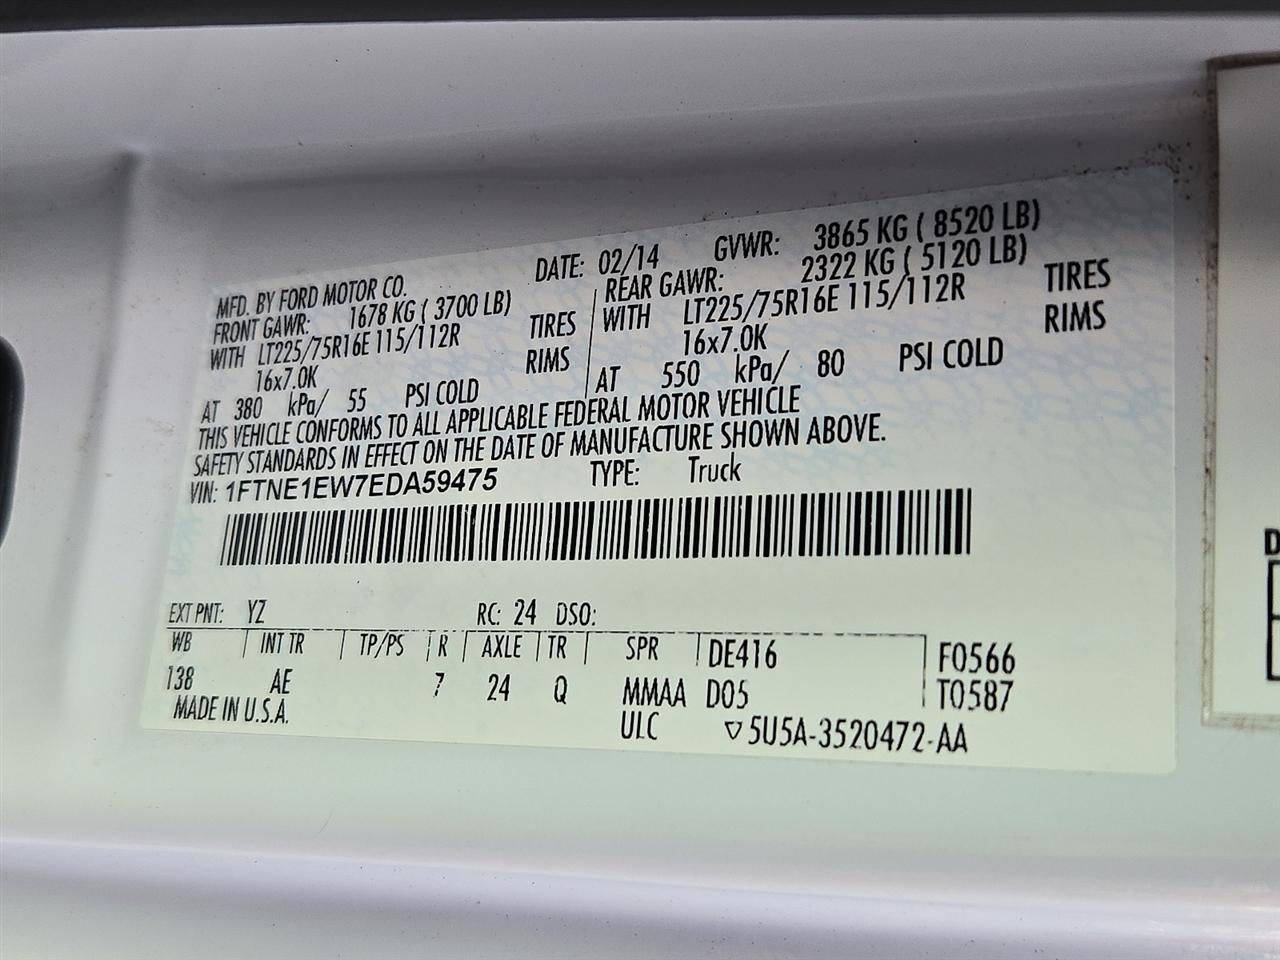 MFD. BY FORD MOTOR CO. DATE: 02/14 GVWR: 3865 KG ( 8520 LB)
FRONT GAWR: 1678 KG ( 3700 LB) REAR GAWR: 2322 KG ( 5120 LB)
WITH LT225/75R16E 115/112R TIRES WITH LT225/75R16E 115/112R TIRES
16x7.0K RIMS 16x7.0K RIMS
AT 380 kPa/ 55 PSI COLD AT 550 kPa/ 80 PSI COLD
THIS VEHICLE CONFORMS TO ALL APPLICABLE FEDERAL MOTOR VEHICLE
SAFETY STANDARDS IN EFFECT ON THE DATE OF MANUFACTURE SHOWN ABOVE.
VIN: 1FTNE1EW7EDA59475 TYPE: Truck
EXT PNT: YZ RC: 24 DSO:
WB INT TR TP/PS R AXLE TR SPR DE416 F0566
138 AE 7 24 Q MMAA D05 T0587
MADE IN U.S.A. ULC ▽5U5A-3520472-AA
D